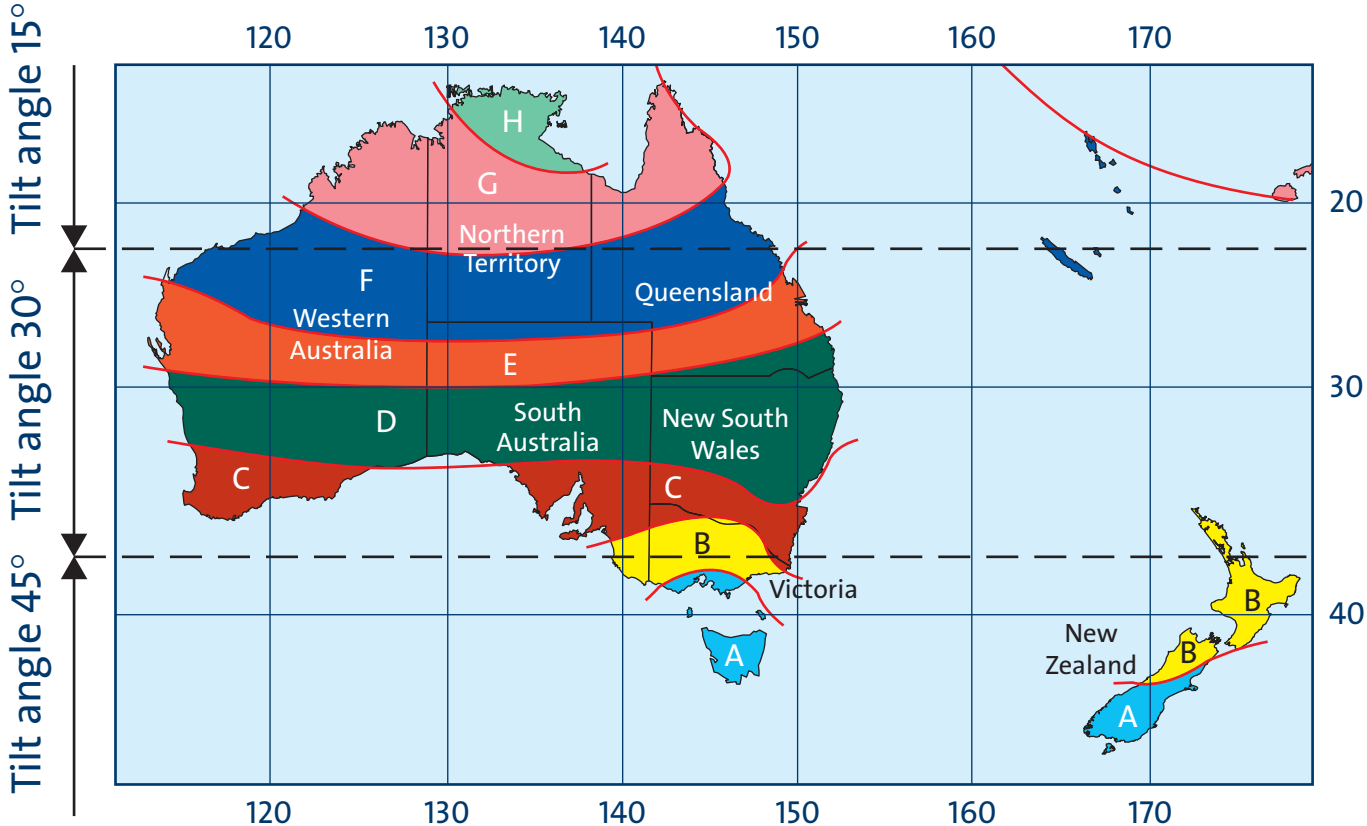 Tilt angle 15°
Tilt angle 30°
Tilt angle 45°
120 130 140 150 160 170
H
G
20
Northern
Territory
F
Queensland
Western
Australia
E
30
D
South
Australia
New South
Wales
C
C
B
Victoria
B
40
New
Zealand
B
A
A
120 130 140 150 160 170